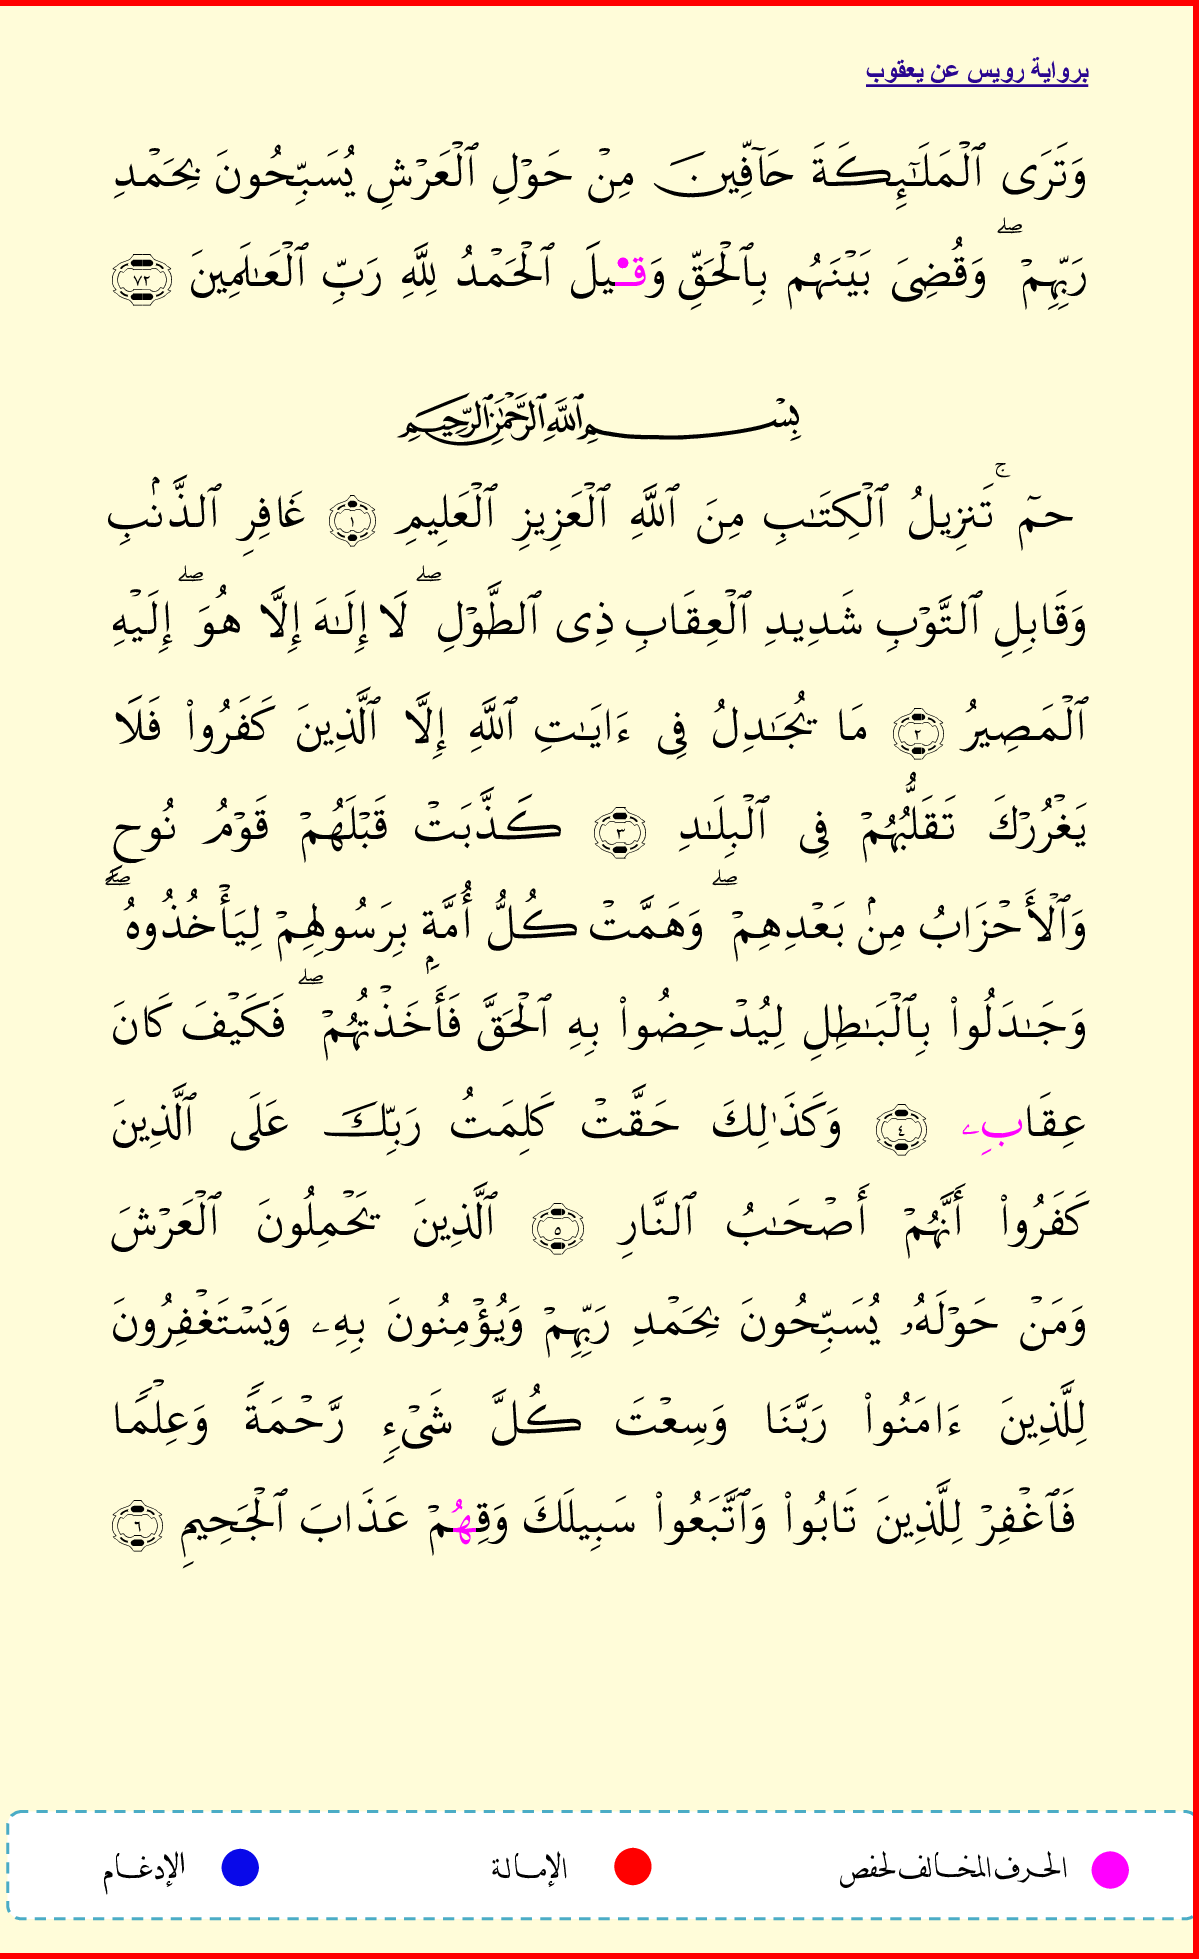 برواية رويس عن يعقوب
وَتَرَى ٱلْمَلَـٰٓئِكَةَ حَآفِّينَ مِنْ حَوْلِ ٱلْعَرْشِ يُسَبِّحُونَ بِحَمْدِ
رَبِّهِمْ ۖ وَقُضِىَ بَيْنَهُم بِٱلْحَقِّ وَقِيلَ ٱلْحَمْدُ لِلَّهِ رَبِّ ٱلْعَـٰلَمِينَ ٧٢
بِسْمِ ٱللَّهِ ٱلرَّحْمَـٰنِ ٱلرَّحِيمِ
حمٓ ۚ تَنزِيلُ ٱلْكِتَـٰبِ مِنَ ٱللَّهِ ٱلْعَزِيزِ ٱلْعَلِيمِ ١ غَافِرِ ٱلذَّنۢبِ
وَقَابِلِ ٱلتَّوْبِ شَدِيدِ ٱلْعِقَابِ ذِى ٱلطَّوْلِ ۖ لَا إِلَـٰهَ إِلَّا هُوَ ۖ إِلَيْهِ
ٱلْمَصِيرُ ٢ مَا يُجَـٰدِلُ فِى ءَايَـٰتِ ٱللَّهِ إِلَّا ٱلَّذِينَ كَفَرُوا۟ فَلَا
يَغْرُرْكَ تَقَلُّبُهُمْ فِى ٱلْبِلَـٰدِ ٣ كَذَّبَتْ قَبْلَهُمْ قَوْمُ نُوحٍ
وَٱلْأَحْزَابُ مِنۢ بَعْدِهِمْ ۖ وَهَمَّتْ كُلُّ أُمَّةٍۭ بِرَسُولِهِمْ لِيَأْخُذُوهُ ۖ
وَجَـٰدَلُوا۟ بِٱلْبَـٰطِلِ لِيُدْحِضُوا۟ بِهِ ٱلْحَقَّ فَأَخَذْتُهُمْ ۖ فَكَيْفَ كَانَ
عِقَابِۦ ٤ وَكَذَٰلِكَ حَقَّتْ كَلِمَتُ رَبِّكَ عَلَى ٱلَّذِينَ
كَفَرُوا۟ أَنَّهُمْ أَصْحَـٰبُ ٱلنَّارِ ٥ ٱلَّذِينَ يَحْمِلُونَ ٱلْعَرْشَ
وَمَنْ حَوْلَهُۥ يُسَبِّحُونَ بِحَمْدِ رَبِّهِمْ وَيُؤْمِنُونَ بِهِۦ وَيَسْتَغْفِرُونَ
لِلَّذِينَ ءَامَنُوا۟ رَبَّنَا وَسِعْتَ كُلَّ شَىْءٍ رَّحْمَةً وَعِلْمًا
فَٱغْفِرْ لِلَّذِينَ تَابُوا۟ وَٱتَّبَعُوا۟ سَبِيلَكَ وَقِهُمْ عَذَابَ ٱلْجَحِيمِ ٦
الحرف المخالف لحفص الإمالة الإدغام